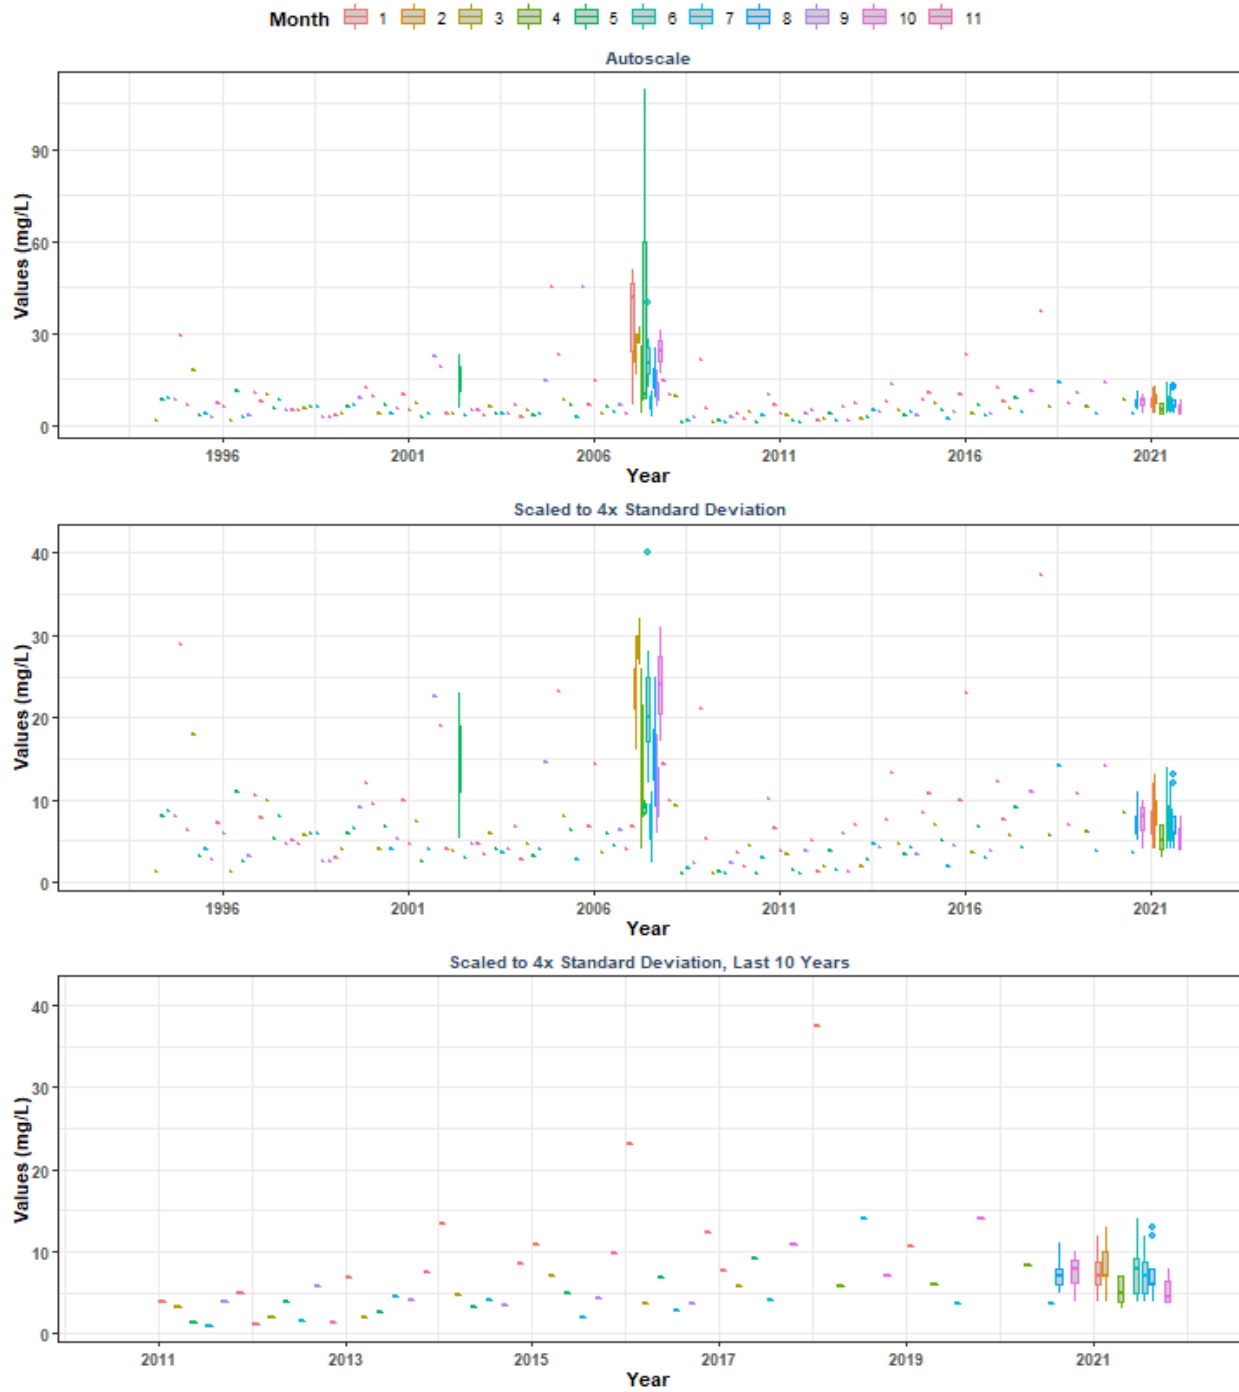 Month 1 2 3 4 5 6 7 8 9 10 11
Autoscale
Values (mg/L)
90
60
30
0
1996 2001 2006 2011 2016 2021
Year
Scaled to 4x Standard Deviation
Values (mg/L)
40
30
20
10
0
1996 2001 2006 2011 2016 2021
Year
Scaled to 4x Standard Deviation, Last 10 Years
Values (mg/L)
40
30
20
10
0
2011 2013 2015 2017 2019 2021
Year